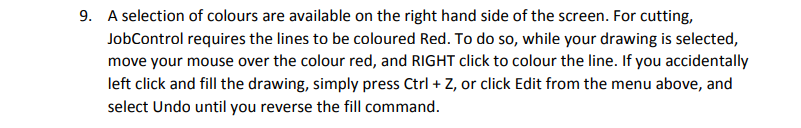 9. A selection of colours are available on the right hand side of the screen. For cutting,
JobControl requires the lines to be coloured Red. To do so, while your drawing is selected,
move your mouse over the colour red, and RIGHT click to colour the line. If you accidentally
left click and fill the drawing, simply press Ctrl + Z, or click Edit from the menu above, and
select Undo until you reverse the fill command.